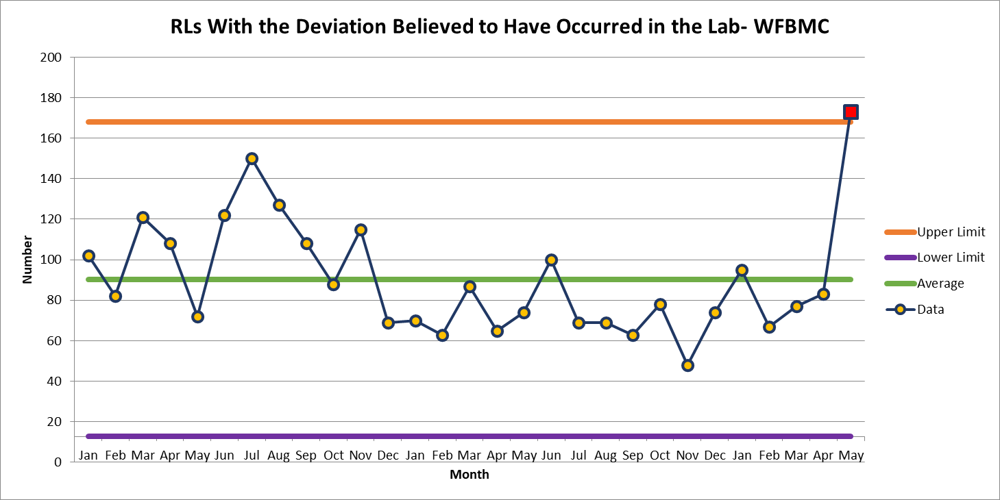 RLs With the Deviation Believed to Have Occurred in the Lab- WFBMC
200
180
160
140
120
100
80
60
40
20
0
Number
Jan Feb Mar Apr May Jun Jul Aug Sep Oct Nov Dec Jan Feb Mar Apr May Jun Jul Aug Sep Oct Nov Dec Jan Feb Mar Apr May
Month
Upper Limit
Lower Limit
Average
Data